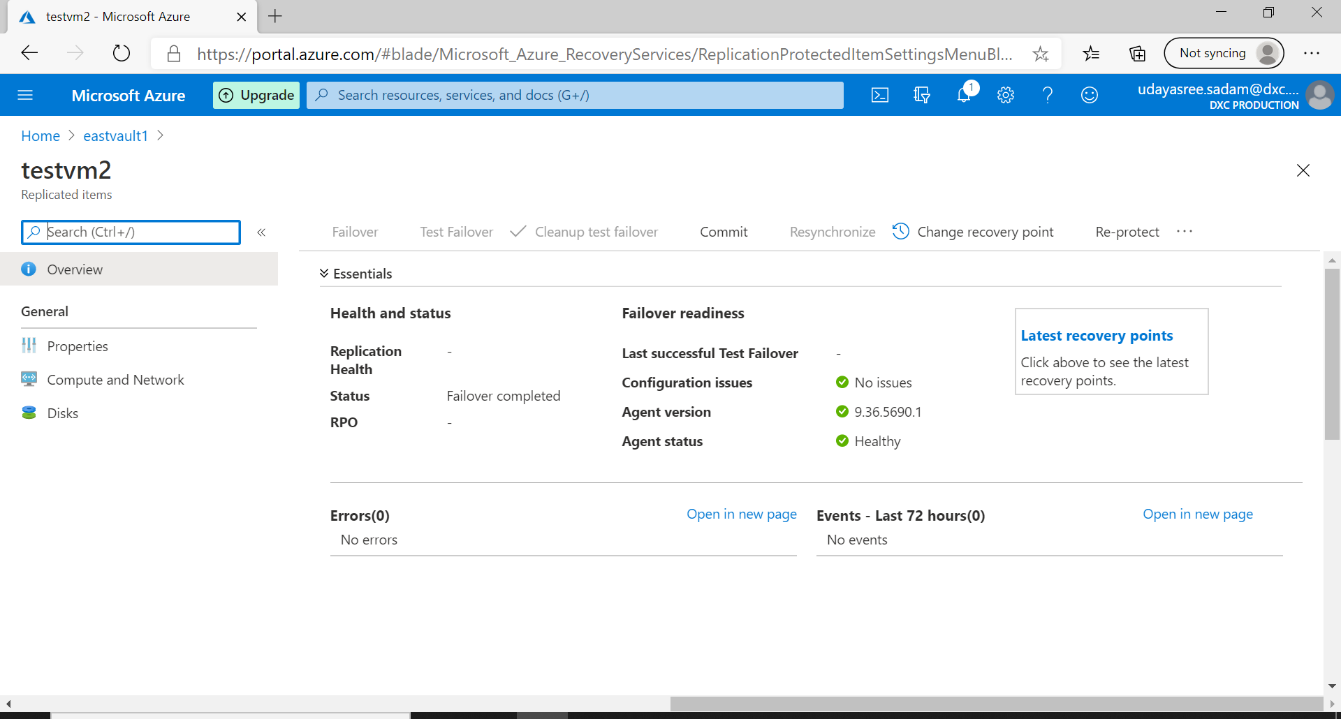 testvm2 - Microsoft Azure
https://portal.azure.com/#blade/Microsoft_Azure_RecoveryServices/ReplicationProtectedItemSettingsMenuBl...
Not syncing
Microsoft Azure
Upgrade
Search resources, services, and docs (G+/)
1
udayasree.sadam@dxc....
DXC PRODUCTION
Home > eastvault1 >
testvm2
Replicated items
Search (Ctrl+/)
«
Failover
Test Failover
Cleanup test failover
Commit
Resynchronize
Change recovery point
Re-protect
...
Overview
General
Properties
Compute and Network
Disks
Essentials
Health and status
Replication Health -
Status Failover completed
RPO -
Failover readiness
Last successful Test Failover -
Configuration issues No issues
Agent version 9.36.5690.1
Agent status Healthy
Latest recovery points
Click above to see the latest
recovery points.
Errors(0) Open in new page
No errors
Events - Last 72 hours(0) Open in new page
No events